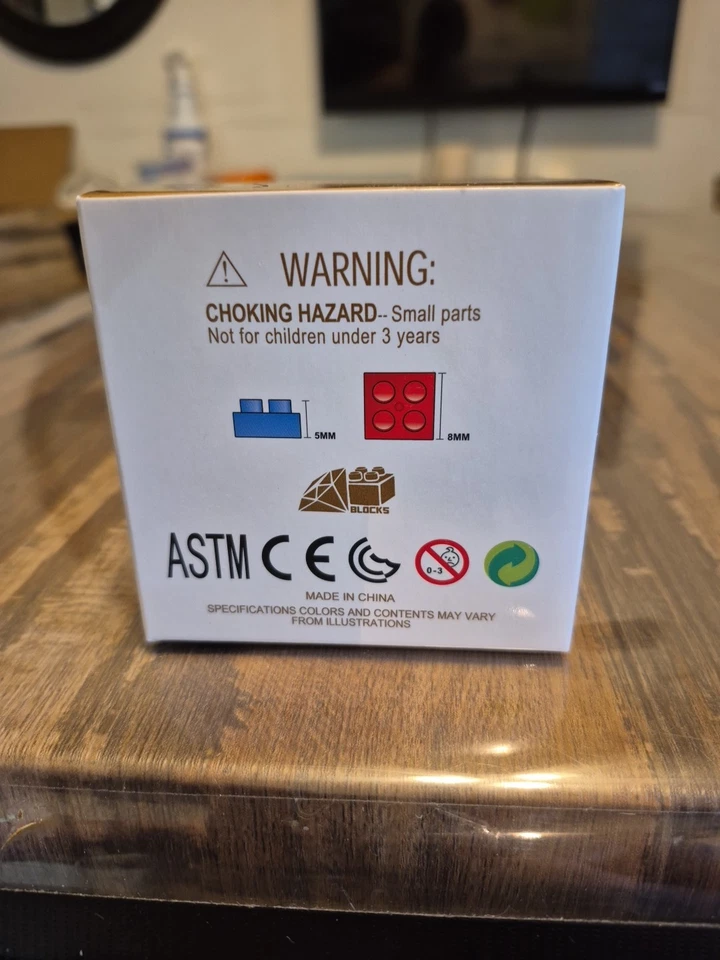 WARNING:
CHOKING HAZARD-- Small parts
Not for children under 3 years
5MM
8MM
BLOCKS
ASTM CE
0-3
MADE IN CHINA
SPECIFICATIONS COLORS AND CONTENTS MAY VARY
FROM ILLUSTRATIONS